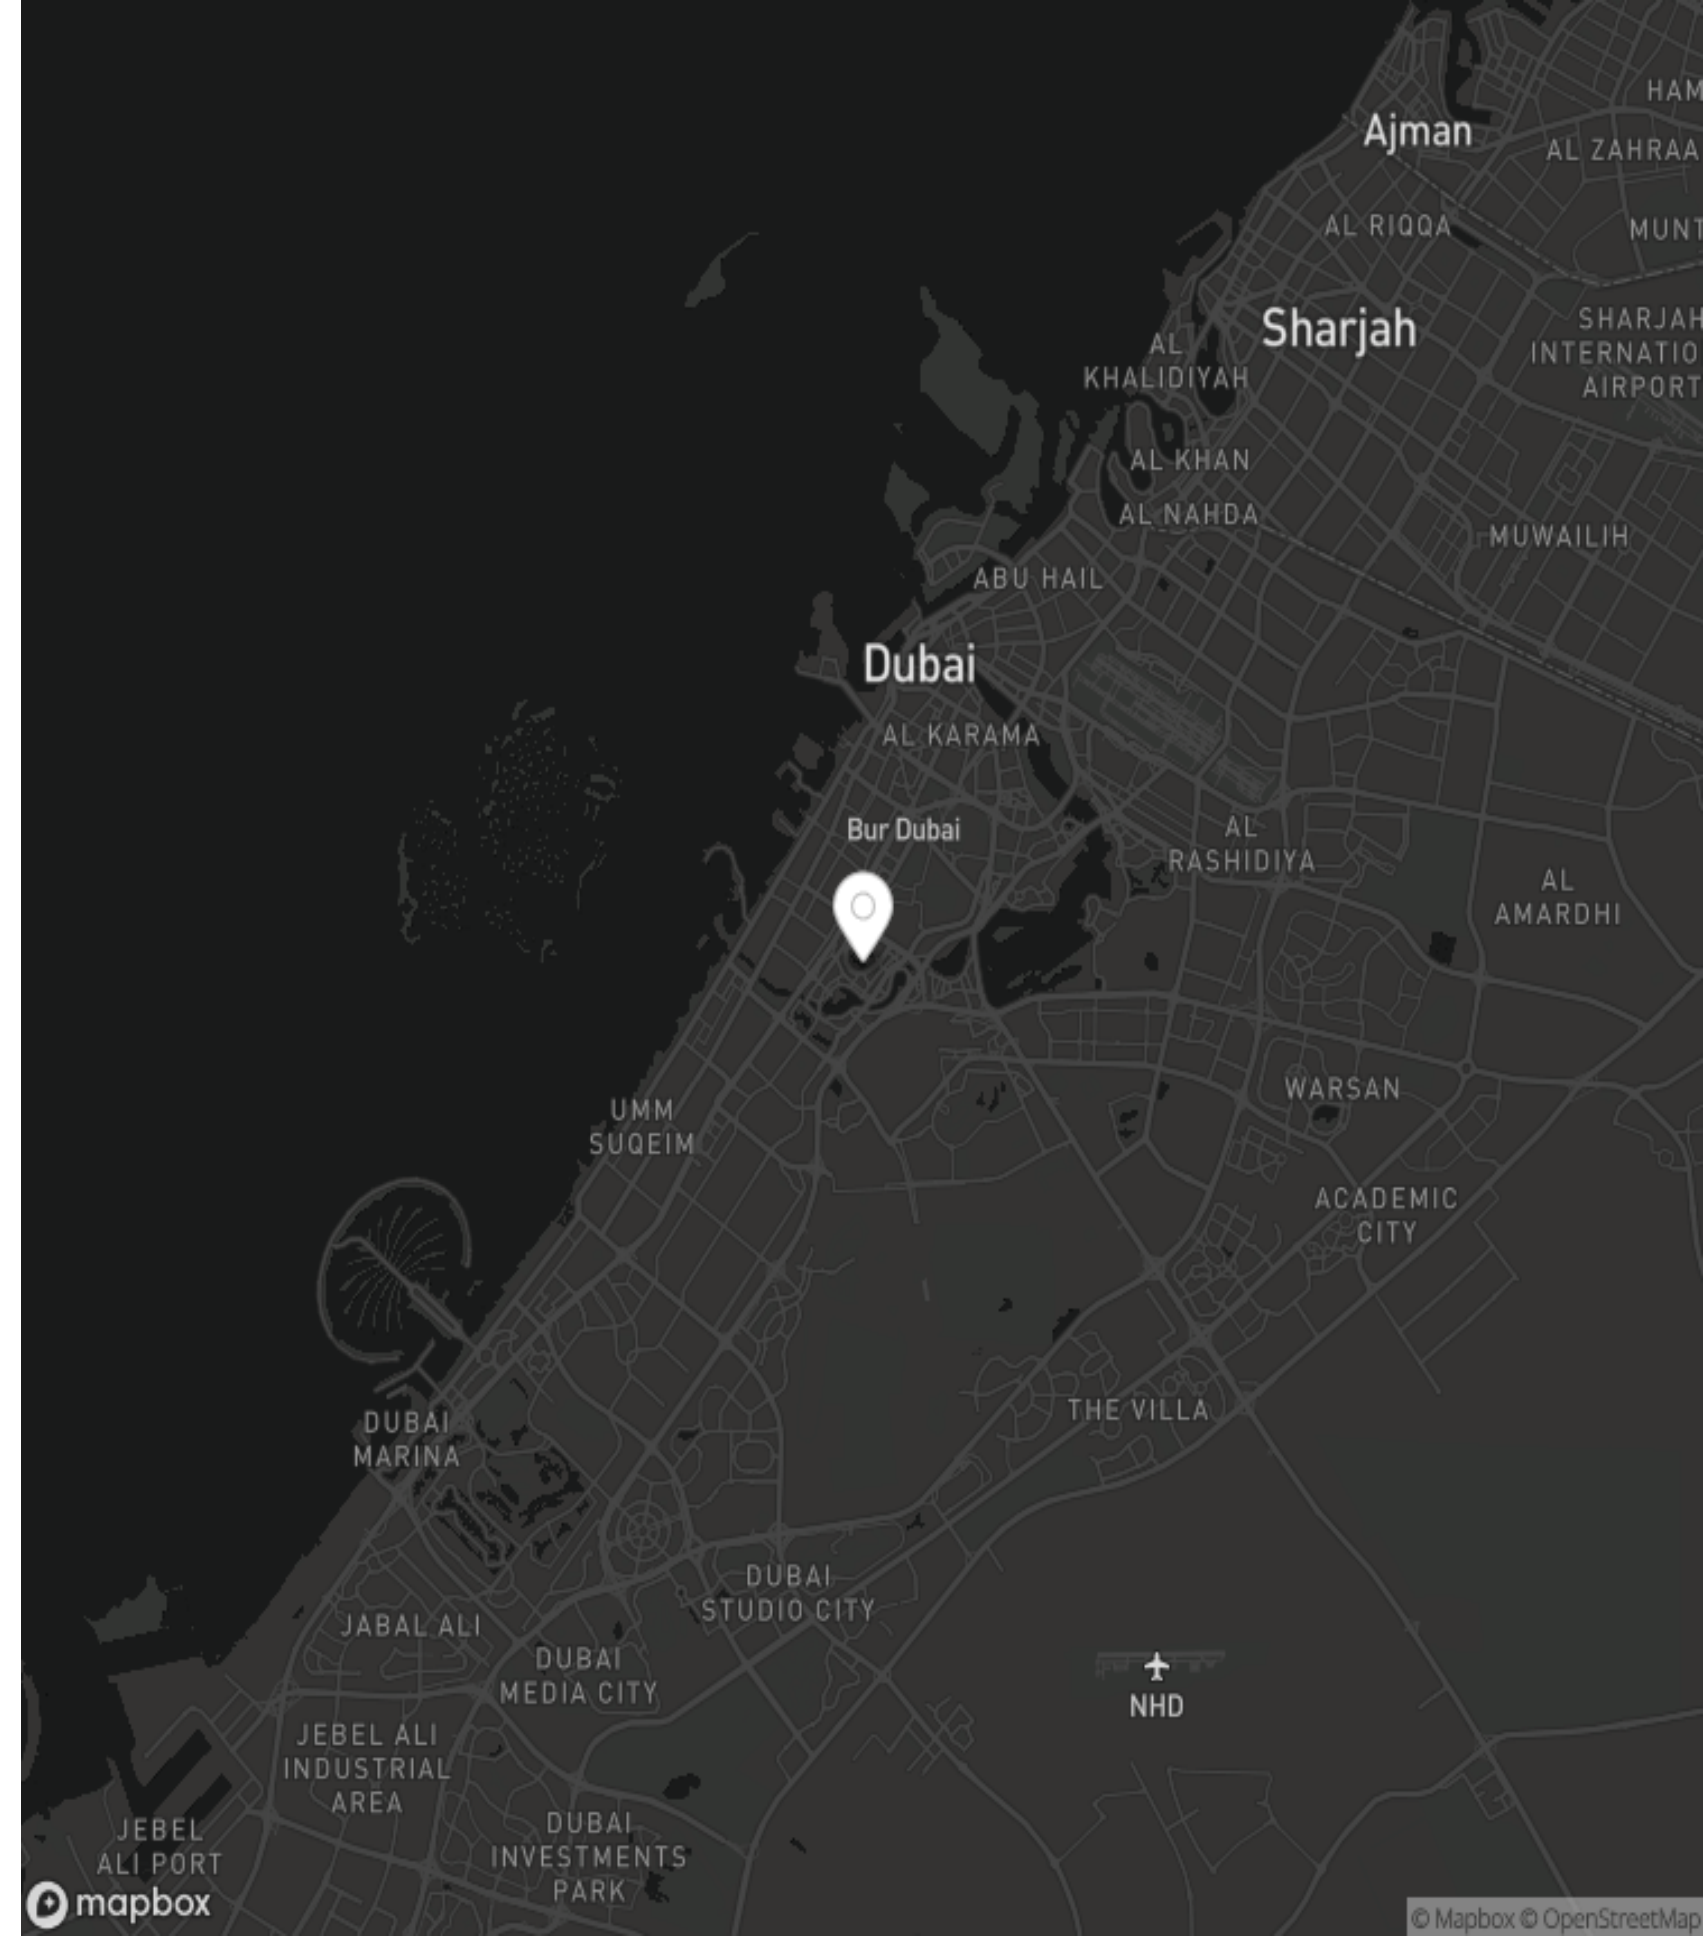 HAM
Ajman
AL ZAHRAA
AL RIQQA
MUNT
Sharjah
SHARJAH
INTERNATIO
AIRPORT
AL
KHALIDIYAH
AL KHAN
AL NAHDA
MUWAILIH
ABU HAIL
Dubai
AL KARAMA
Bur Dubai
AL
RASHIDIYA
AL
AMARDHI
WARSAN
UMM
SUQEIM
ACADEMIC
CITY
THE VILLA
DUBAI
MARINA
DUBAI
STUDIO CITY
JABAL ALI
DUBAI
MEDIA CITY
NHD
JEBEL ALI
INDUSTRIAL
AREA
DUBAI
INVESTMENTS
PARK
JEBEL
ALI PORT
mapbox
© Mapbox © OpenStreetMap